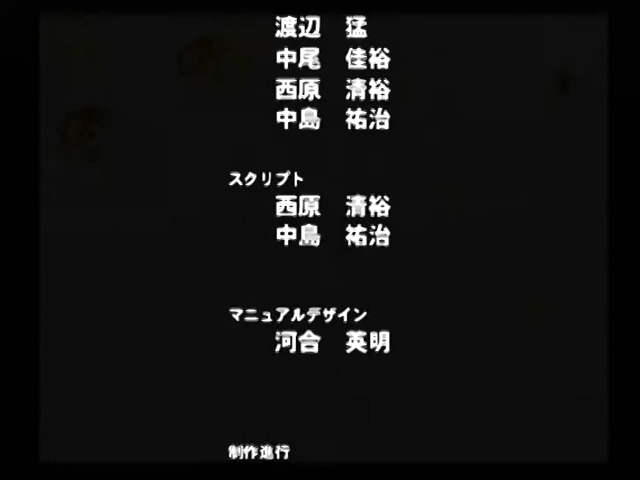 渡辺　猛
中尾　佳裕
西原　清裕
中島　祐治
スクリプト
西原　清裕
中島　祐治
マニュアルデザイン
河合　英明
制作進行